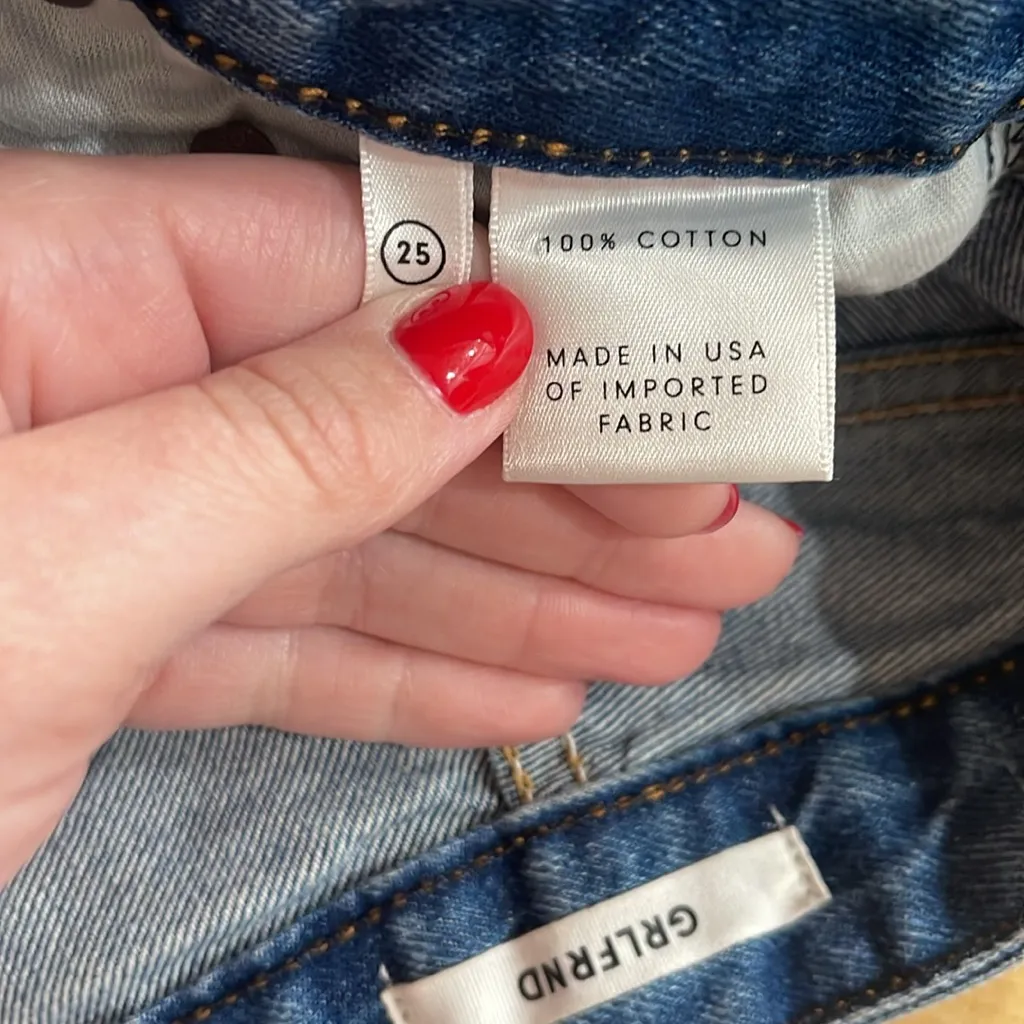 25
100% COTTON
MADE IN USA
OF IMPORTED
FABRIC
GRLFRND